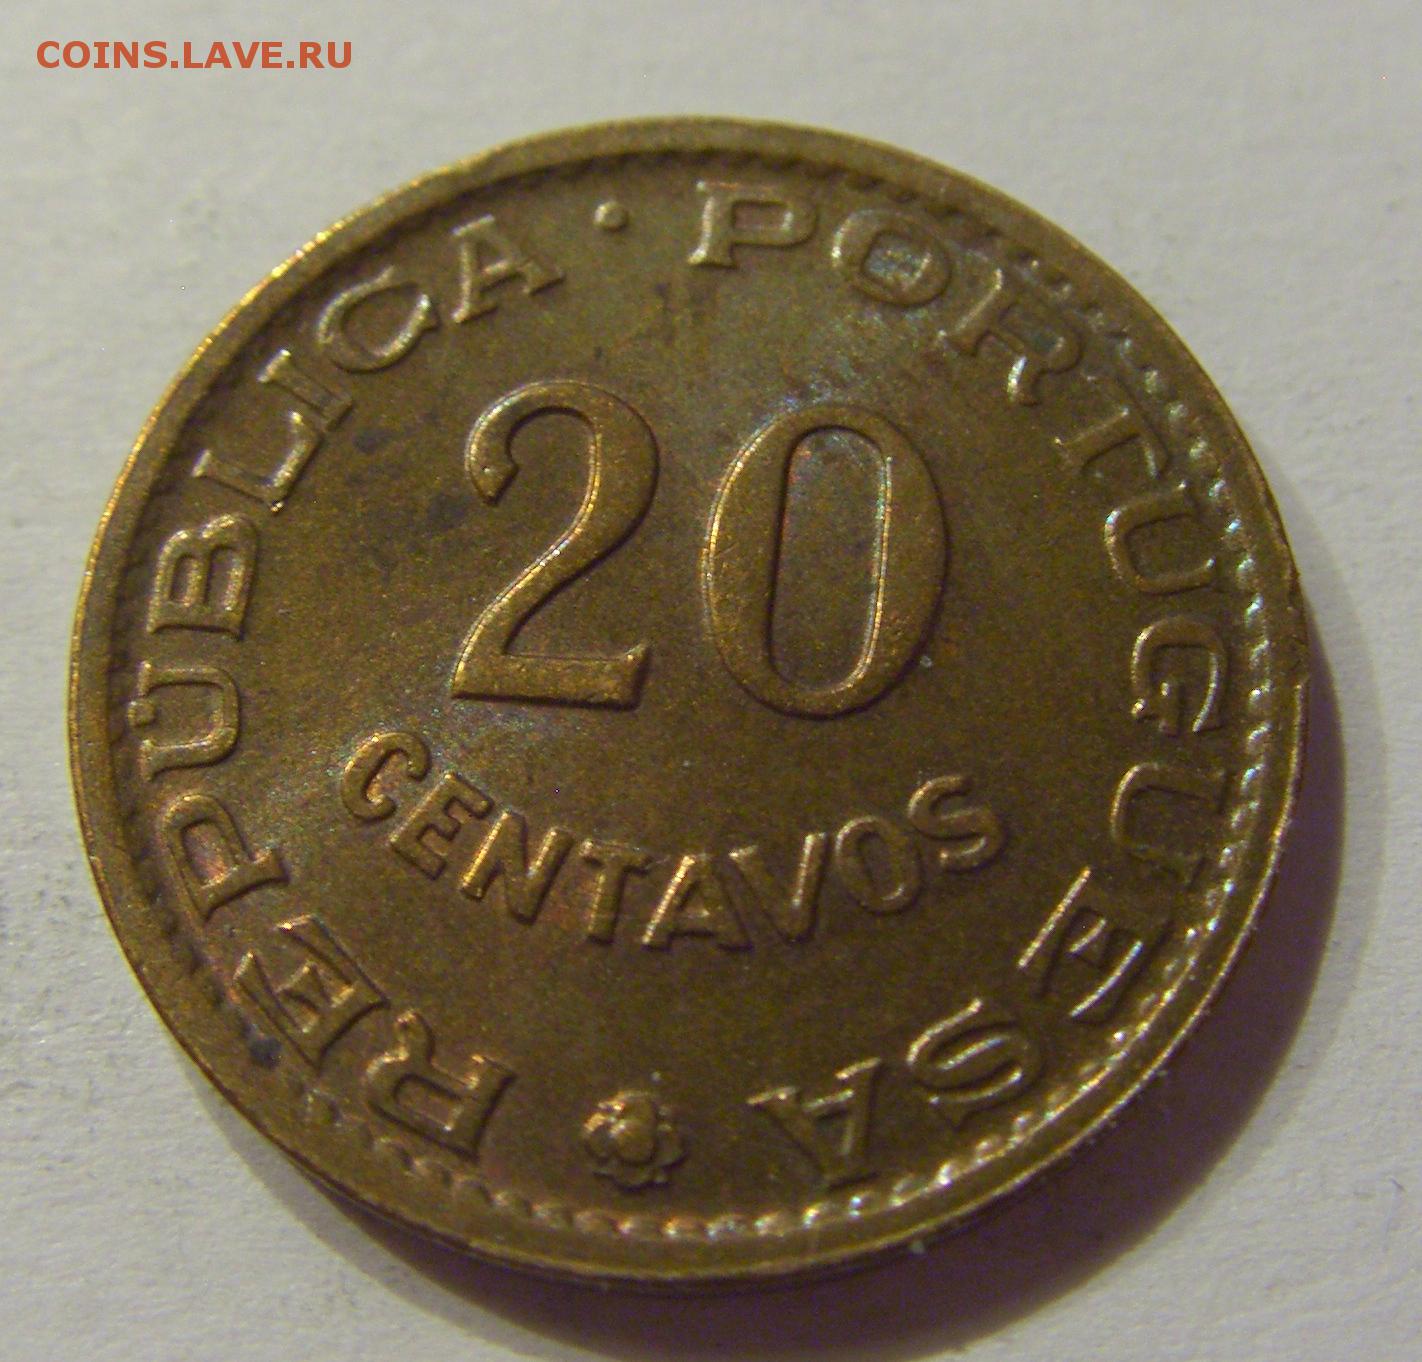 COINS.LAVE.RU
REPÚBLICA · PORTUGUESA
20
CENTAVOS